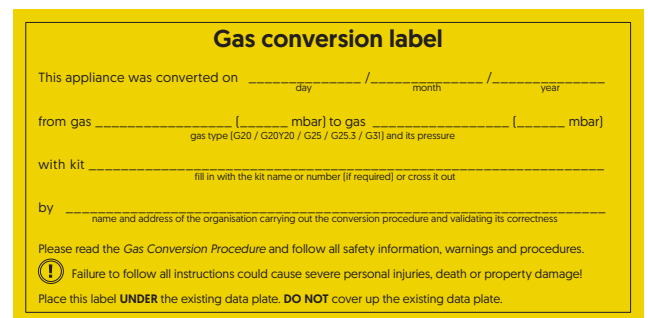 Gas conversion label
This appliance was converted on ______________ /______________ /______________
day month year
from gas _________________ (______ mbar) to gas _________________ (______ mbar)
gas type (G20 / G20Y20 / G25 / G25.3 / G31) and its pressure
with kit ________________________________________________________________
fill in with the kit name or number (if required) or cross it out
by ___________________________________________________________________
name and address of the organisation carrying out the conversion procedure and validating its correctness
Please read the Gas Conversion Procedure and follow all safety information, warnings and procedures.
! Failure to follow all instructions could cause severe personal injuries, death or property damage!
Place this label UNDER the existing data plate. DO NOT cover up the existing data plate.